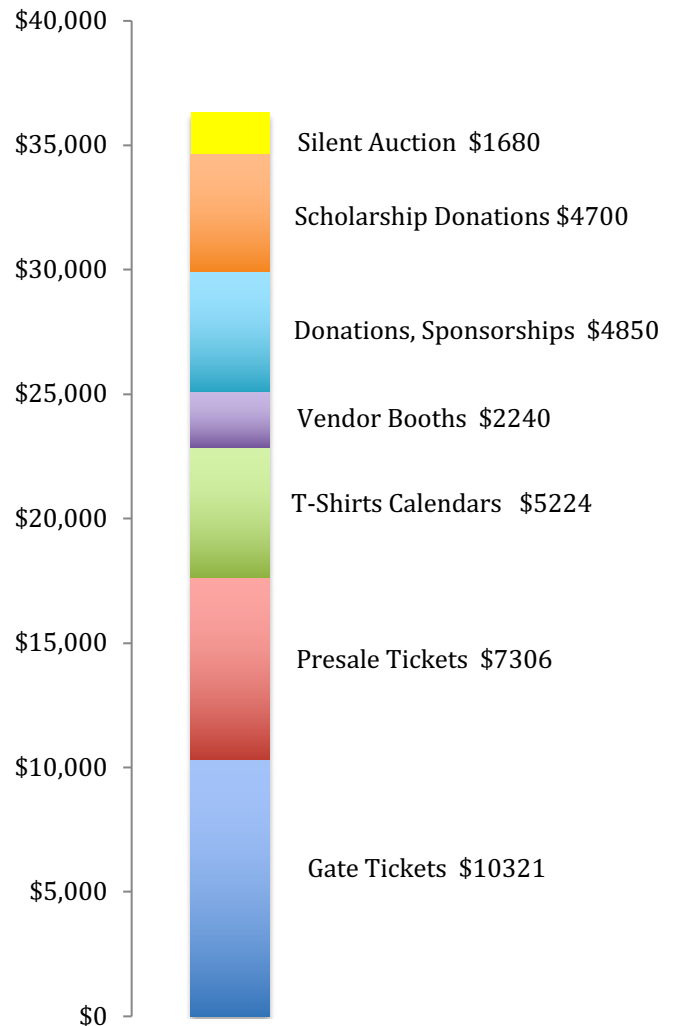 $40,000
$35,000
Silent Auction  $1680
Scholarship Donations $4700
$30,000
Donations, Sponsorships  $4850
$25,000
Vendor Booths  $2240
T-Shirts Calendars   $5224
$20,000
$15,000
Presale Tickets  $7306
$10,000
Gate Tickets  $10321
$5,000
$0